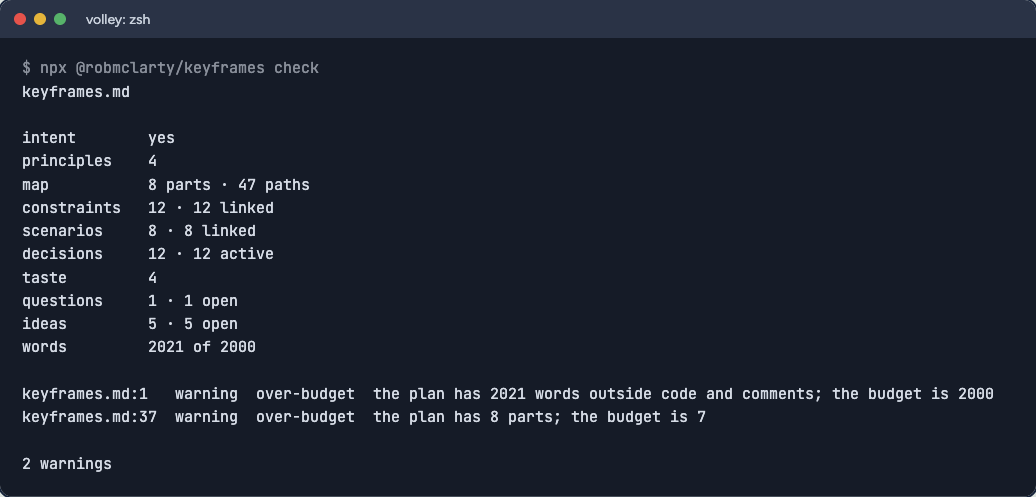 volley: zsh
$ npx @robmclarty/keyframes check
keyframes.md
intent yes
principles 4
map 8 parts · 47 paths
constraints 12 · 12 linked
scenarios 8 · 8 linked
decisions 12 · 12 active
taste 4
questions 1 · 1 open
ideas 5 · 5 open
words 2021 of 2000
keyframes.md:1 warning over-budget the plan has 2021 words outside code and comments; the budget is 2000
keyframes.md:37 warning over-budget the plan has 8 parts; the budget is 7
2 warnings